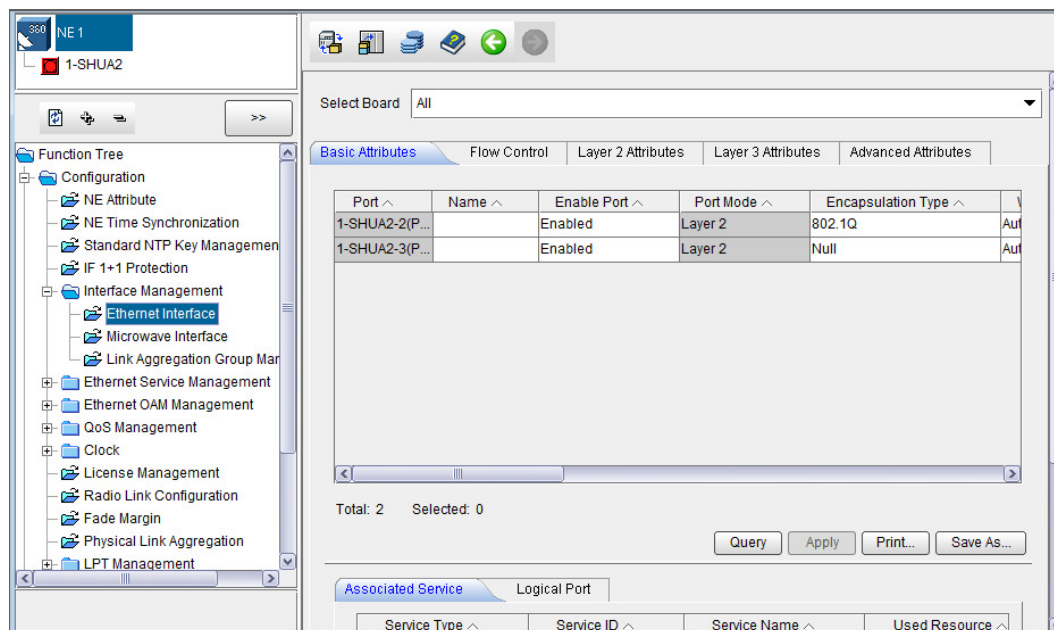 360
NE1
1-SHUA2
>>
Function Tree
Configuration
NE Attribute
NE Time Synchronization
Standard NTP Key Managemen
IF 1+1 Protection
Interface Management
Ethernet Interface
Microwave Interface
Link Aggregation Group Mar
Ethernet Service Management
Ethernet OAM Management
QoS Management
Clock
License Management
Radio Link Configuration
Fade Margin
Physical Link Aggregation
LPT Management
Select Board All
Basic Attributes Flow Control Layer 2 Attributes Layer 3 Attributes Advanced Attributes
Port Name Enable Port Port Mode Encapsulation Type
1-SHUA2-2(P... Enabled Layer 2 802.1Q Aut
1-SHUA2-3(P... Enabled Layer 2 Null Aut
Total: 2 Selected: 0
Query Apply Print... Save As...
Associated Service Logical Port
Service Type Service ID Service Name Used Resource